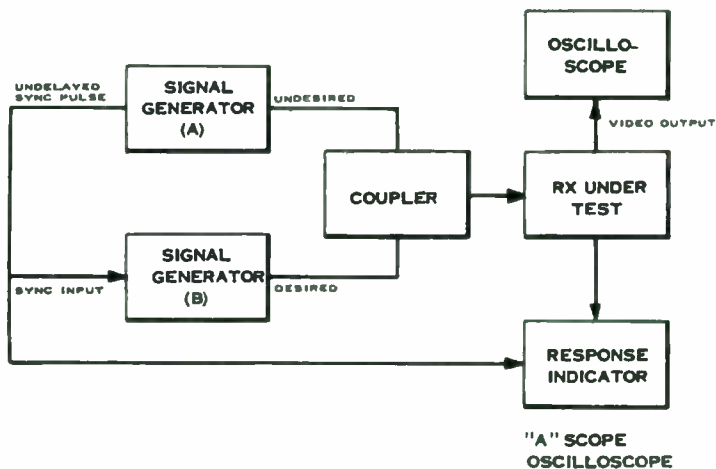 OSCILLO-
SCOPE
UNDELAYED
SYNC PULSE
SIGNAL
GENERATOR
(A)
UNDESIRED
VIDEO OUTPUT
COUPLER
RX UNDER
TEST
SIGNAL
GENERATOR
(B)
SYNC INPUT
DESIRED
RESPONSE
INDICATOR
"A" SCOPE
OSCILLOSCOPE